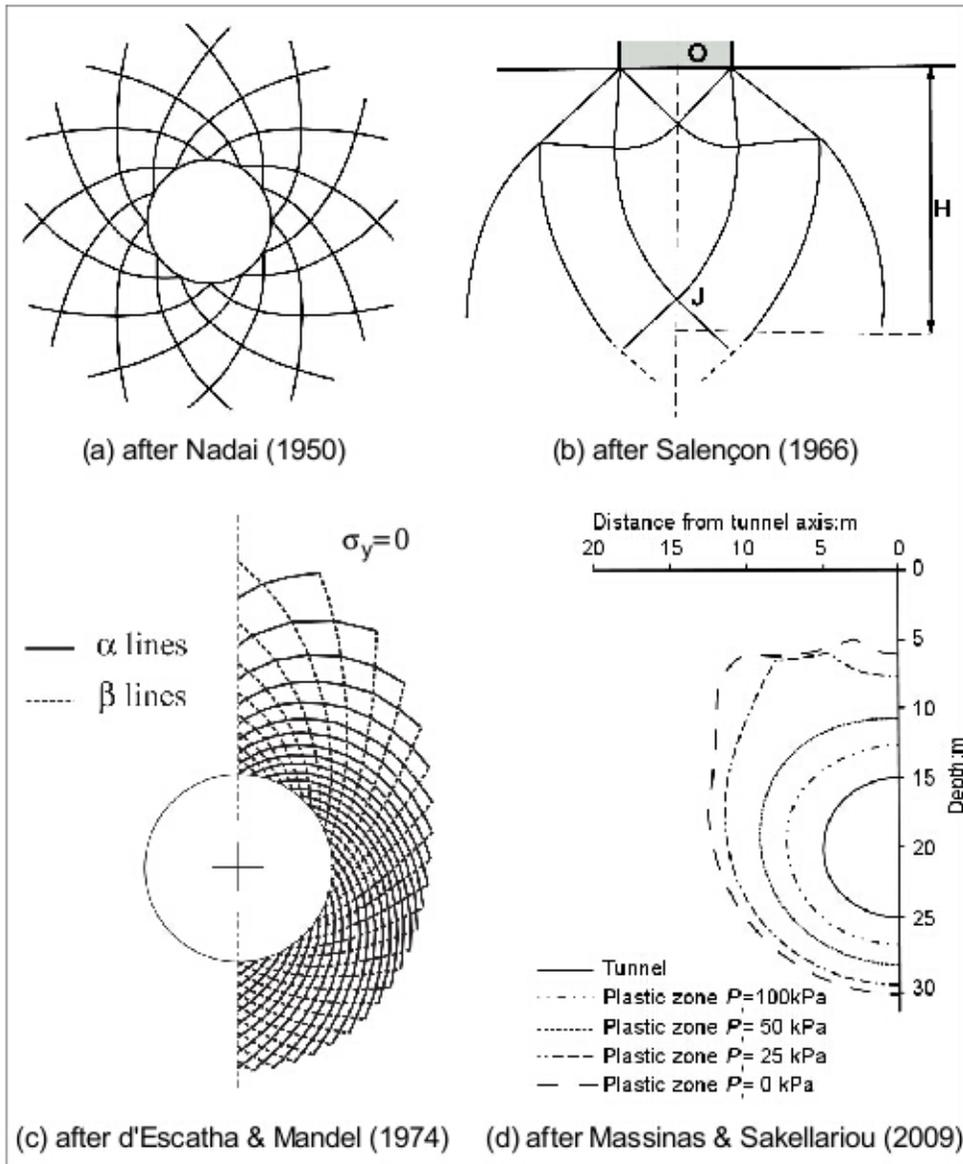 O
H
J
(a) after Nadai (1950)
(b) after Salençon (1966)
σy=0
α lines
β lines
(c) after d'Escatha & Mandel (1974)
Distance from tunnel axis:m
20 15 10 5 0
0
5
10
15
20
25
30
Depth:m
Tunnel
Plastic zone P=100kPa
Plastic zone P= 50 kPa
Plastic zone P= 25 kPa
Plastic zone P= 0 kPa
(d) after Massinas & Sakellariou (2009)